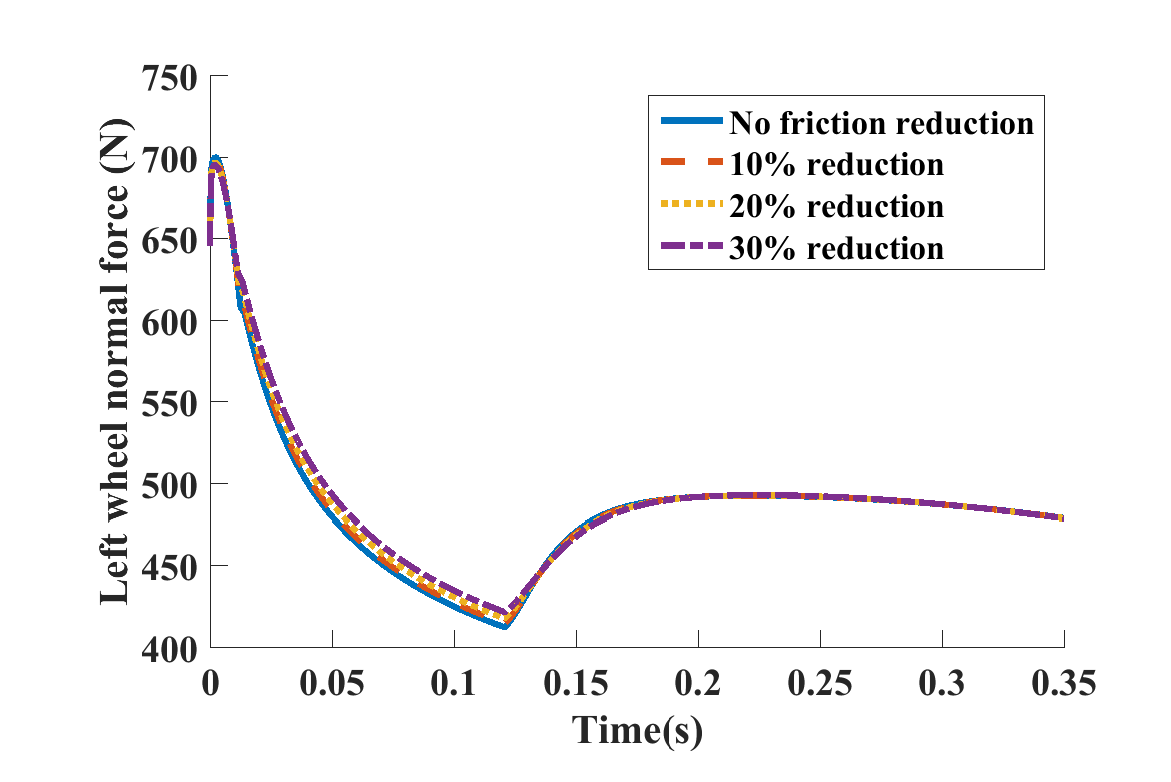 Left wheel normal force (N)
750
700
650
600
550
500
450
400
No friction reduction
10% reduction
20% reduction
30% reduction
0 0.05 0.1 0.15 0.2 0.25 0.3 0.35
Time(s)